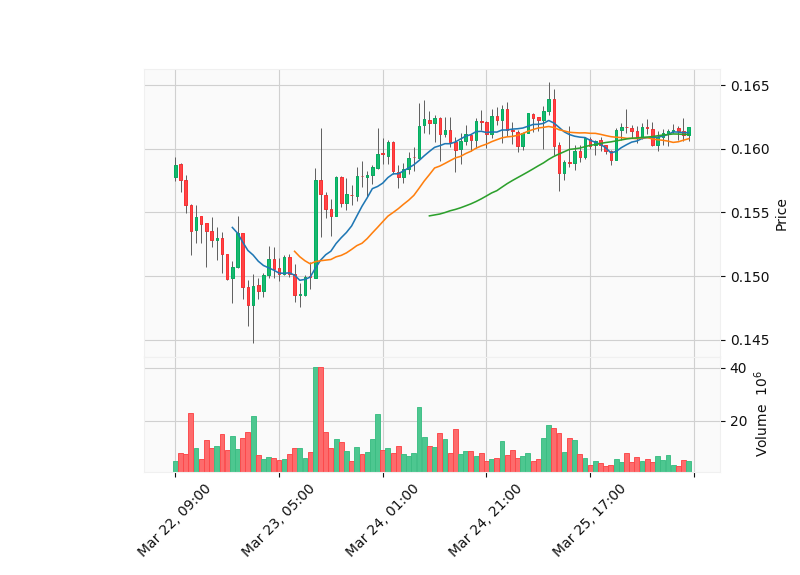 0.165
0.160
0.155
0.150
0.145
Price
40
20
Volume 10^6
Mar 22, 09:00
Mar 23, 05:00
Mar 24, 01:00
Mar 24, 21:00
Mar 25, 17:00